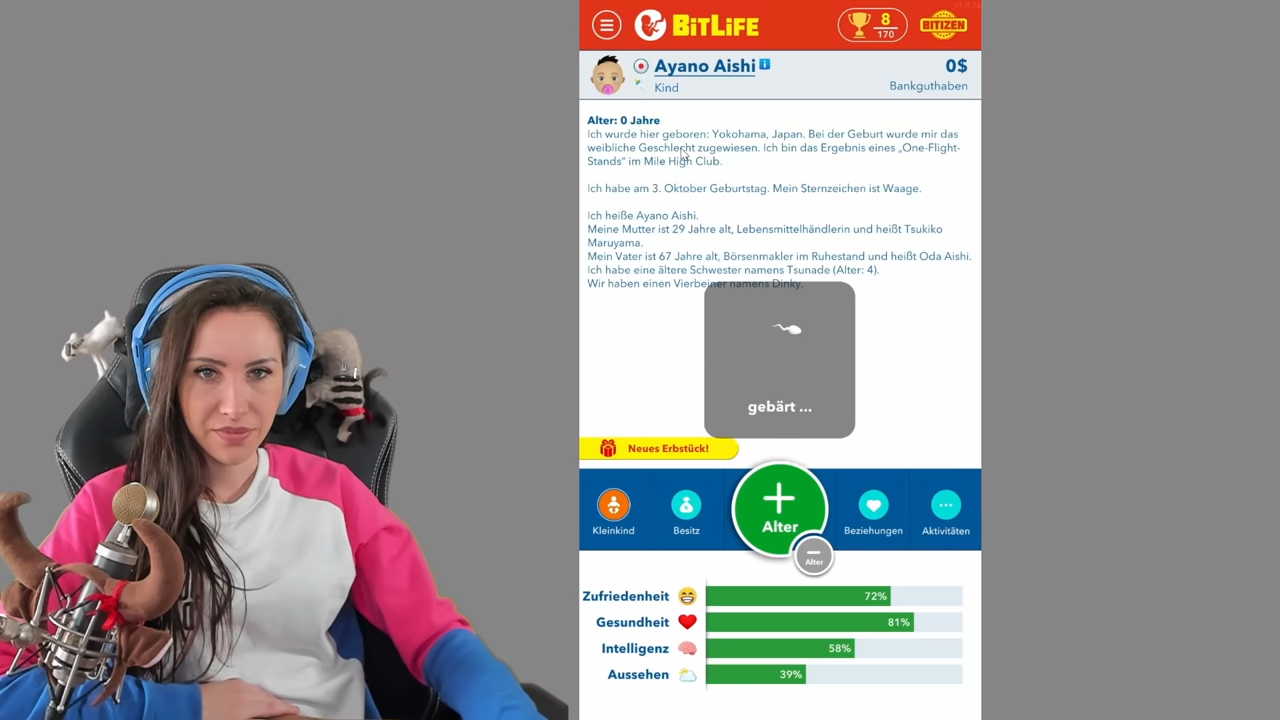 BITLIFE
8
170
BITIZEN
Ayano Aishi
0$
Kind
Bankguthaben
Alter: 0 Jahre
Ich wurde hier geboren: Yokohama, Japan. Bei der Geburt wurde mir das
weibliche Geschlecht zugewiesen. Ich bin das Ergebnis eines „One-Flight-
Stands“ im Mile High Club.
Ich habe am 3. Oktober Geburtstag. Mein Sternzeichen ist Waage.
Ich heiße Ayano Aishi.
Meine Mutter ist 29 Jahre alt, Lebensmittelhändlerin und heißt Tsukiko
Maruyama.
Mein Vater ist 67 Jahre alt, Börsenmakler im Ruhestand und heißt Oda Aishi.
Ich habe eine ältere Schwester namens Tsunade (Alter: 4).
Wir haben einen Vierbeiner namens Dinky.
gebärt ...
Neues Erbstück!
Kleinkind
Besitz
Alter
Beziehungen
Aktivitäten
Alter
Zufriedenheit 72%
Gesundheit 81%
Intelligenz 58%
Aussehen 39%